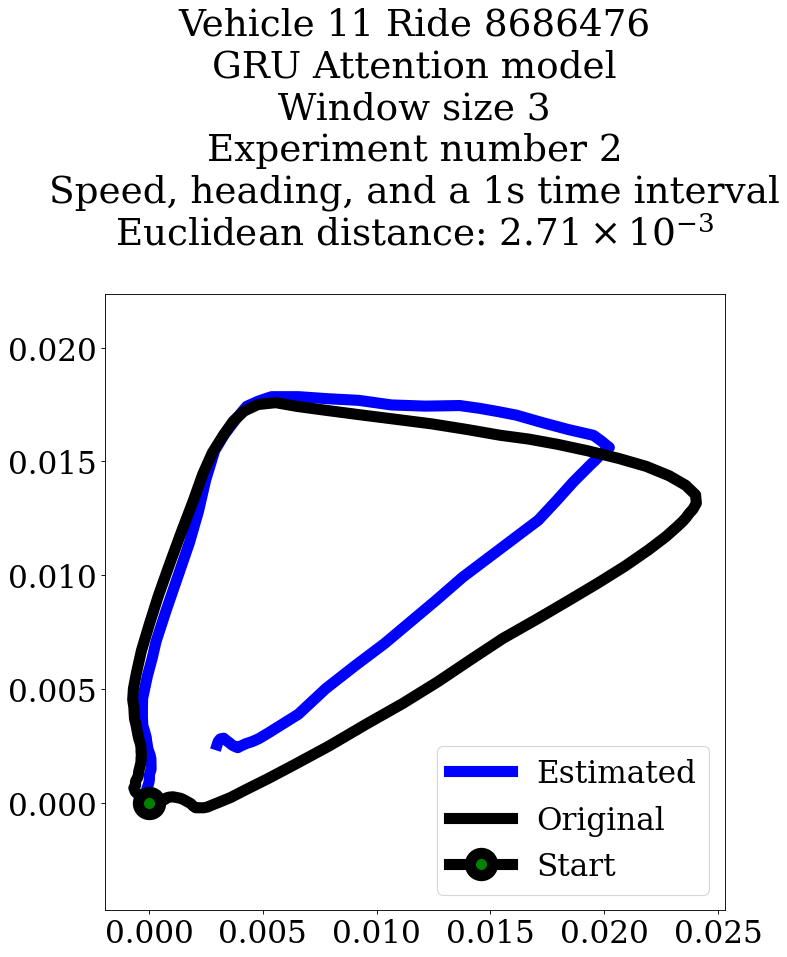 Vehicle 11 Ride 8686476
GRU Attention model
Window size 3
Experiment number 2
Speed, heading, and a 1s time interval
Euclidean distance: 2.71 × 10⁻³
0.020
0.015
0.010
0.005
0.000
Estimated
Original
Start
0.000 0.005 0.010 0.015 0.020 0.025